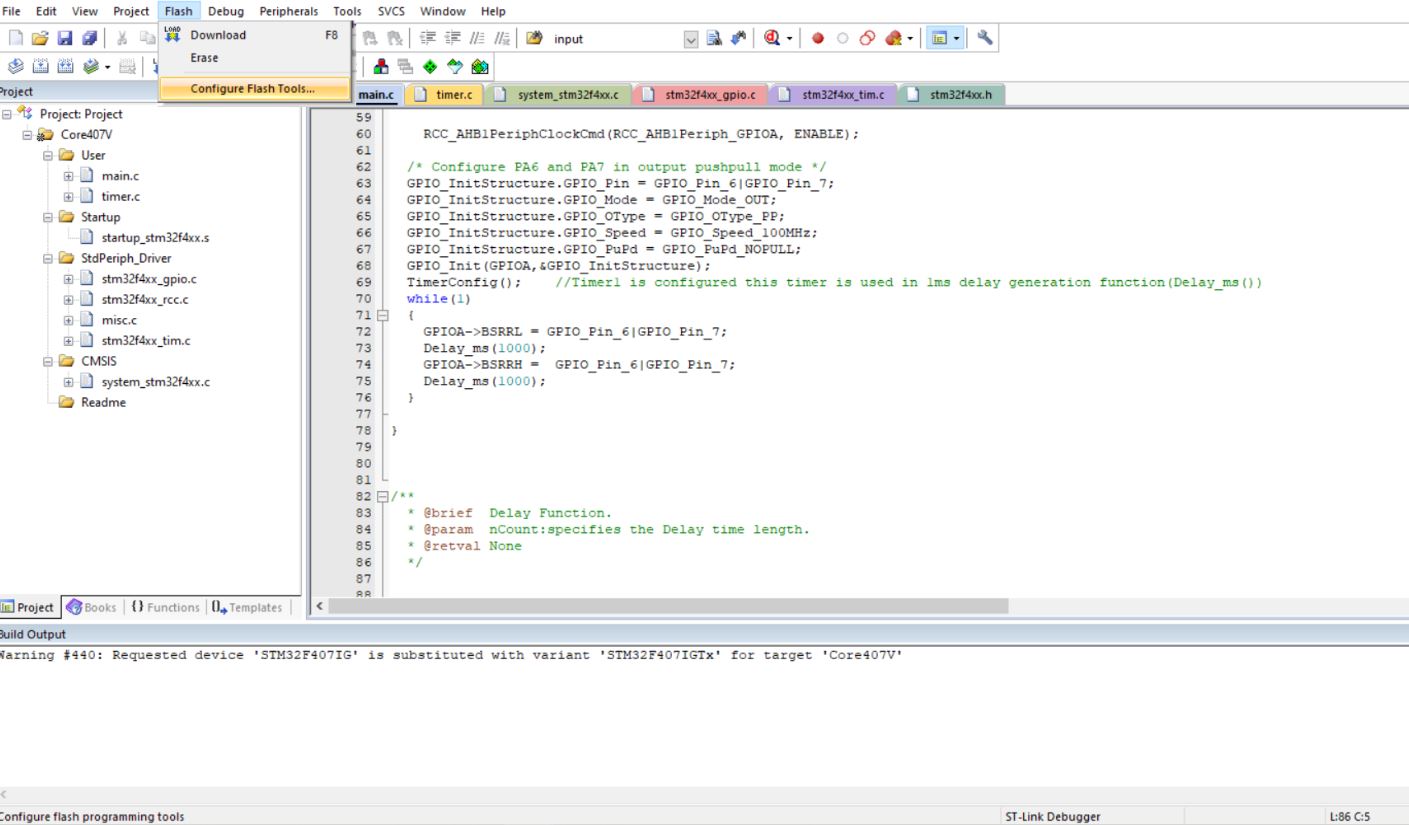 File Edit View Project Flash Debug Peripherals Tools SVCS Window Help
LOAD Download F8
Erase
Configure Flash Tools...
input
Project
main.c timer.c system_stm32f4xx.c stm32f4xx_gpio.c stm32f4xx_tim.c stm32f4xx.h
Project: Project
Core407V
User
main.c
timer.c
Startup
startup_stm32f4xx.s
StdPeriph_Driver
stm32f4xx_gpio.c
stm32f4xx_rcc.c
misc.c
stm32f4xx_tim.c
CMSIS
system_stm32f4xx.c
Readme
59
60 RCC_AHB1PeriphClockCmd(RCC_AHB1Periph_GPIOA, ENABLE);
61
62 /* Configure PA6 and PA7 in output pushpull mode */
63 GPIO_InitStructure.GPIO_Pin = GPIO_Pin_6|GPIO_Pin_7;
64 GPIO_InitStructure.GPIO_Mode = GPIO_Mode_OUT;
65 GPIO_InitStructure.GPIO_OType = GPIO_OType_PP;
66 GPIO_InitStructure.GPIO_Speed = GPIO_Speed_100MHz;
67 GPIO_InitStructure.GPIO_PuPd = GPIO_PuPd_NOPULL;
68 GPIO_Init(GPIOA,&GPIO_InitStructure);
69 TimerConfig(); //Timer1 is configured this timer is used in 1ms delay generation function(Delay_ms())
70 while(1)
71 {
72 GPIOA->BSRRL = GPIO_Pin_6|GPIO_Pin_7;
73 Delay_ms(1000);
74 GPIOA->BSRRH = GPIO_Pin_6|GPIO_Pin_7;
75 Delay_ms(1000);
76 }
77
78 }
79
80
81
82 /**
83 * @brief Delay Function.
84 * @param nCount:specifies the Delay time length.
85 * @retval None
86 */
87
88
Project Books {} Functions Templates
Build Output
Warning #440: Requested device 'STM32F407IG' is substituted with variant 'STM32F407IGTx' for target 'Core407V'
Configure flash programming tools ST-Link Debugger L:86 C:5